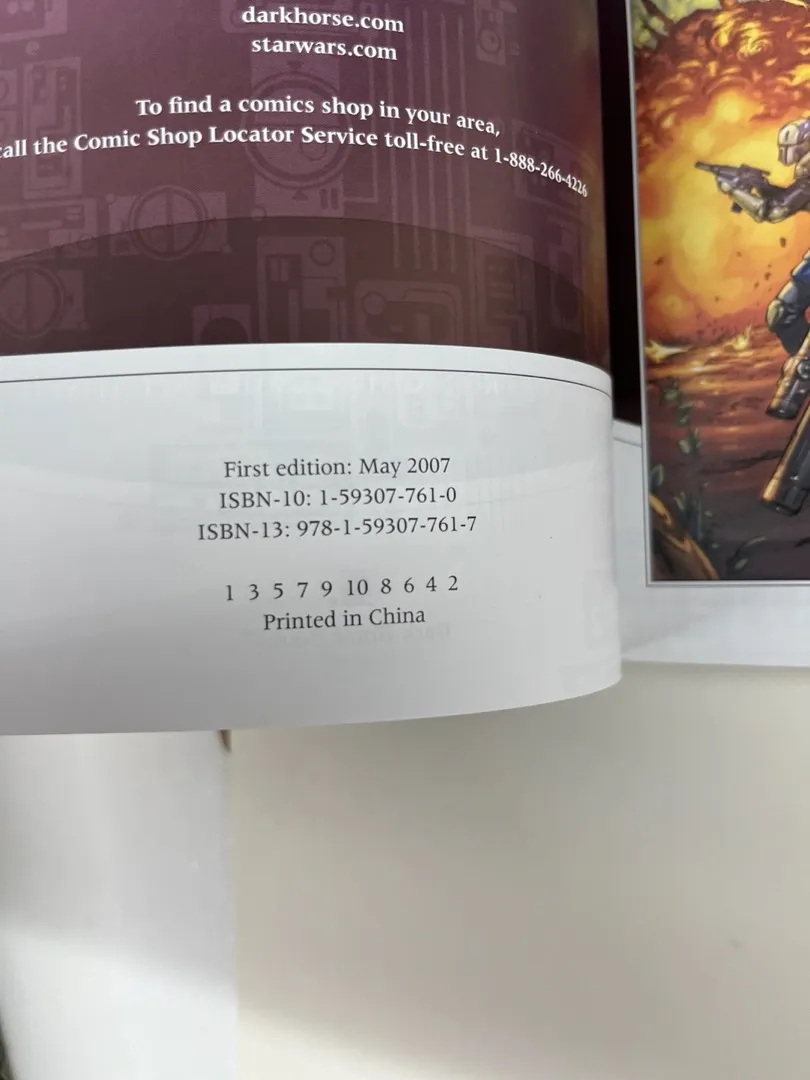 darkhorse.com
starwars.com
To find a comics shop in your area,
call the Comic Shop Locator Service toll-free at 1-888-266-4226
First edition: May 2007
ISBN-10: 1-59307-761-0
ISBN-13: 978-1-59307-761-7
1 3 5 7 9 10 8 6 4 2
Printed in China